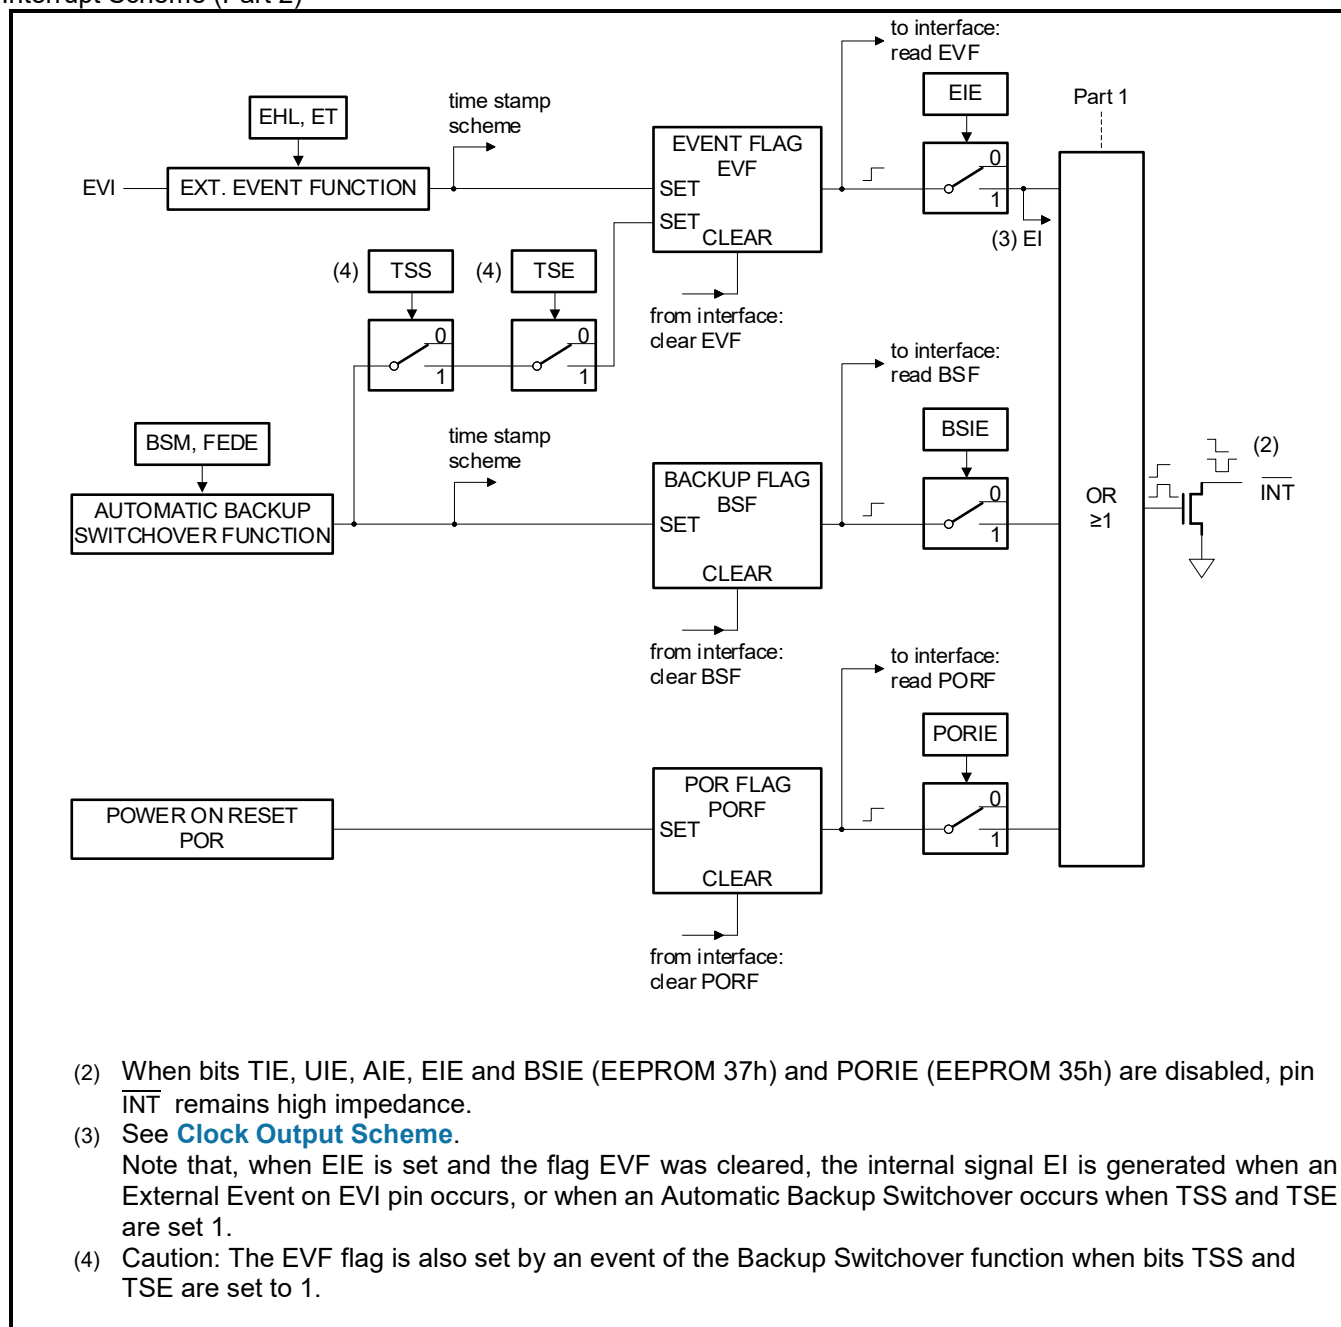 Interrupt Scheme (Part 2)
to interface:
read EVF
EHL, ET
time stamp
scheme
EIE
Part 1
EVI
EXT. EVENT FUNCTION
EVENT FLAG
EVF
SET
SET
CLEAR
0
1
(3) EI
(4)
TSS
(4)
TSE
0
1
0
1
from interface:
clear EVF
to interface:
read BSF
BSM, FEDE
time stamp
scheme
BSIE
AUTOMATIC BACKUP
SWITCHOVER FUNCTION
BACKUP FLAG
BSF
SET
CLEAR
0
1
OR
≥1
(2)
INT
from interface:
clear BSF
to interface:
read PORF
PORIE
POWER ON RESET
POR
POR FLAG
PORF
SET
CLEAR
0
1
from interface:
clear PORF
(2) When bits TIE, UIE, AIE, EIE and BSIE (EEPROM 37h) and PORIE (EEPROM 35h) are disabled, pin
INT remains high impedance.
(3) See Clock Output Scheme.
Note that, when EIE is set and the flag EVF was cleared, the internal signal EI is generated when an
External Event on EVI pin occurs, or when an Automatic Backup Switchover occurs when TSS and TSE
are set 1.
(4) Caution: The EVF flag is also set by an event of the Backup Switchover function when bits TSS and
TSE are set to 1.